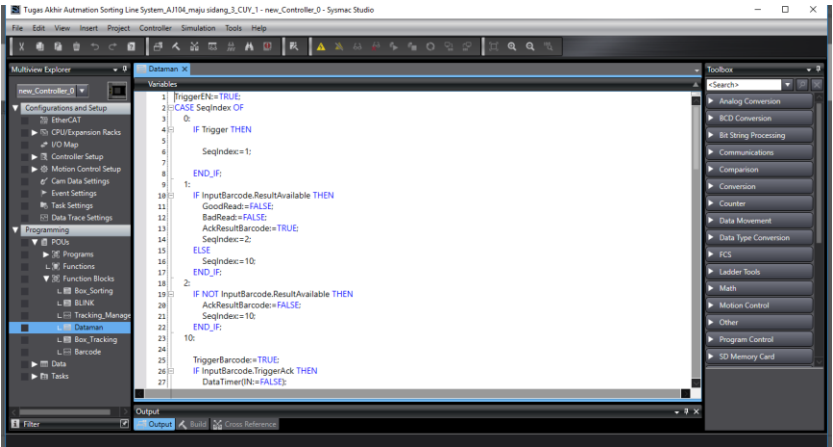 Tugas Akhir Autmation Sorting Line System_AJ104_maju sidang_3_CUY_1 - new_Controller_0 - Sysmac Studio
File Edit View Insert Project Controller Simulation Tools Help
Multiview Explorer
new_Controller_0
Configurations and Setup
EtherCAT
CPU/Expansion Racks
I/O Map
Controller Setup
Motion Control Setup
Cam Data Settings
Event Settings
Task Settings
Data Trace Settings
Programming
POUs
Programs
Functions
Function Blocks
Box_Sorting
BLINK
Tracking_Manage
Dataman
Box_Tracking
Barcode
Data
Tasks
Filter
Dataman X
Variables
1 TriggerEN:=TRUE;
2 CASE SeqIndex OF
3 0:
4 IF Trigger THEN
5
6 SeqIndex:=1;
7
8 END_IF;
9 1:
10 IF InputBarcode.ResultAvailable THEN
11 GoodRead:=FALSE;
12 BadRead:=FALSE;
13 AckResultBarcode:=TRUE;
14 SeqIndex:=2;
15 ELSE
16 SeqIndex:=10;
17 END_IF;
18 2:
19 IF NOT InputBarcode.ResultAvailable THEN
20 AckResultBarcode:=FALSE;
21 SeqIndex:=10;
22 END_IF;
23 10:
24
25 TriggerBarcode:=TRUE;
26 IF InputBarcode.TriggerAck THEN
27 DataTimer(IN:=FALSE);
Output
Output Build Cross Reference
Toolbox
<Search>
Analog Conversion
BCD Conversion
Bit String Processing
Communications
Comparison
Conversion
Counter
Data Movement
Data Type Conversion
FCS
Ladder Tools
Math
Motion Control
Other
Program Control
SD Memory Card